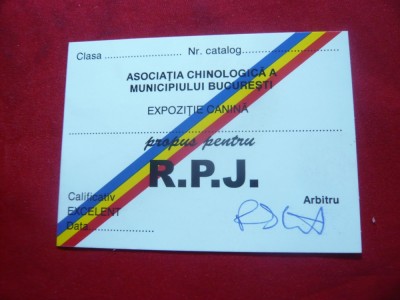 Clasa ........................ Nr. catalog........................
ASOCIAȚIA CHINOLOGICĂ A
MUNICIPIULUI BUCUREȘTI
EXPOZIȚIE CANINĂ
propus pentru
R.P.J.
Calificativ
Arbitru
EXCELENT
Data............